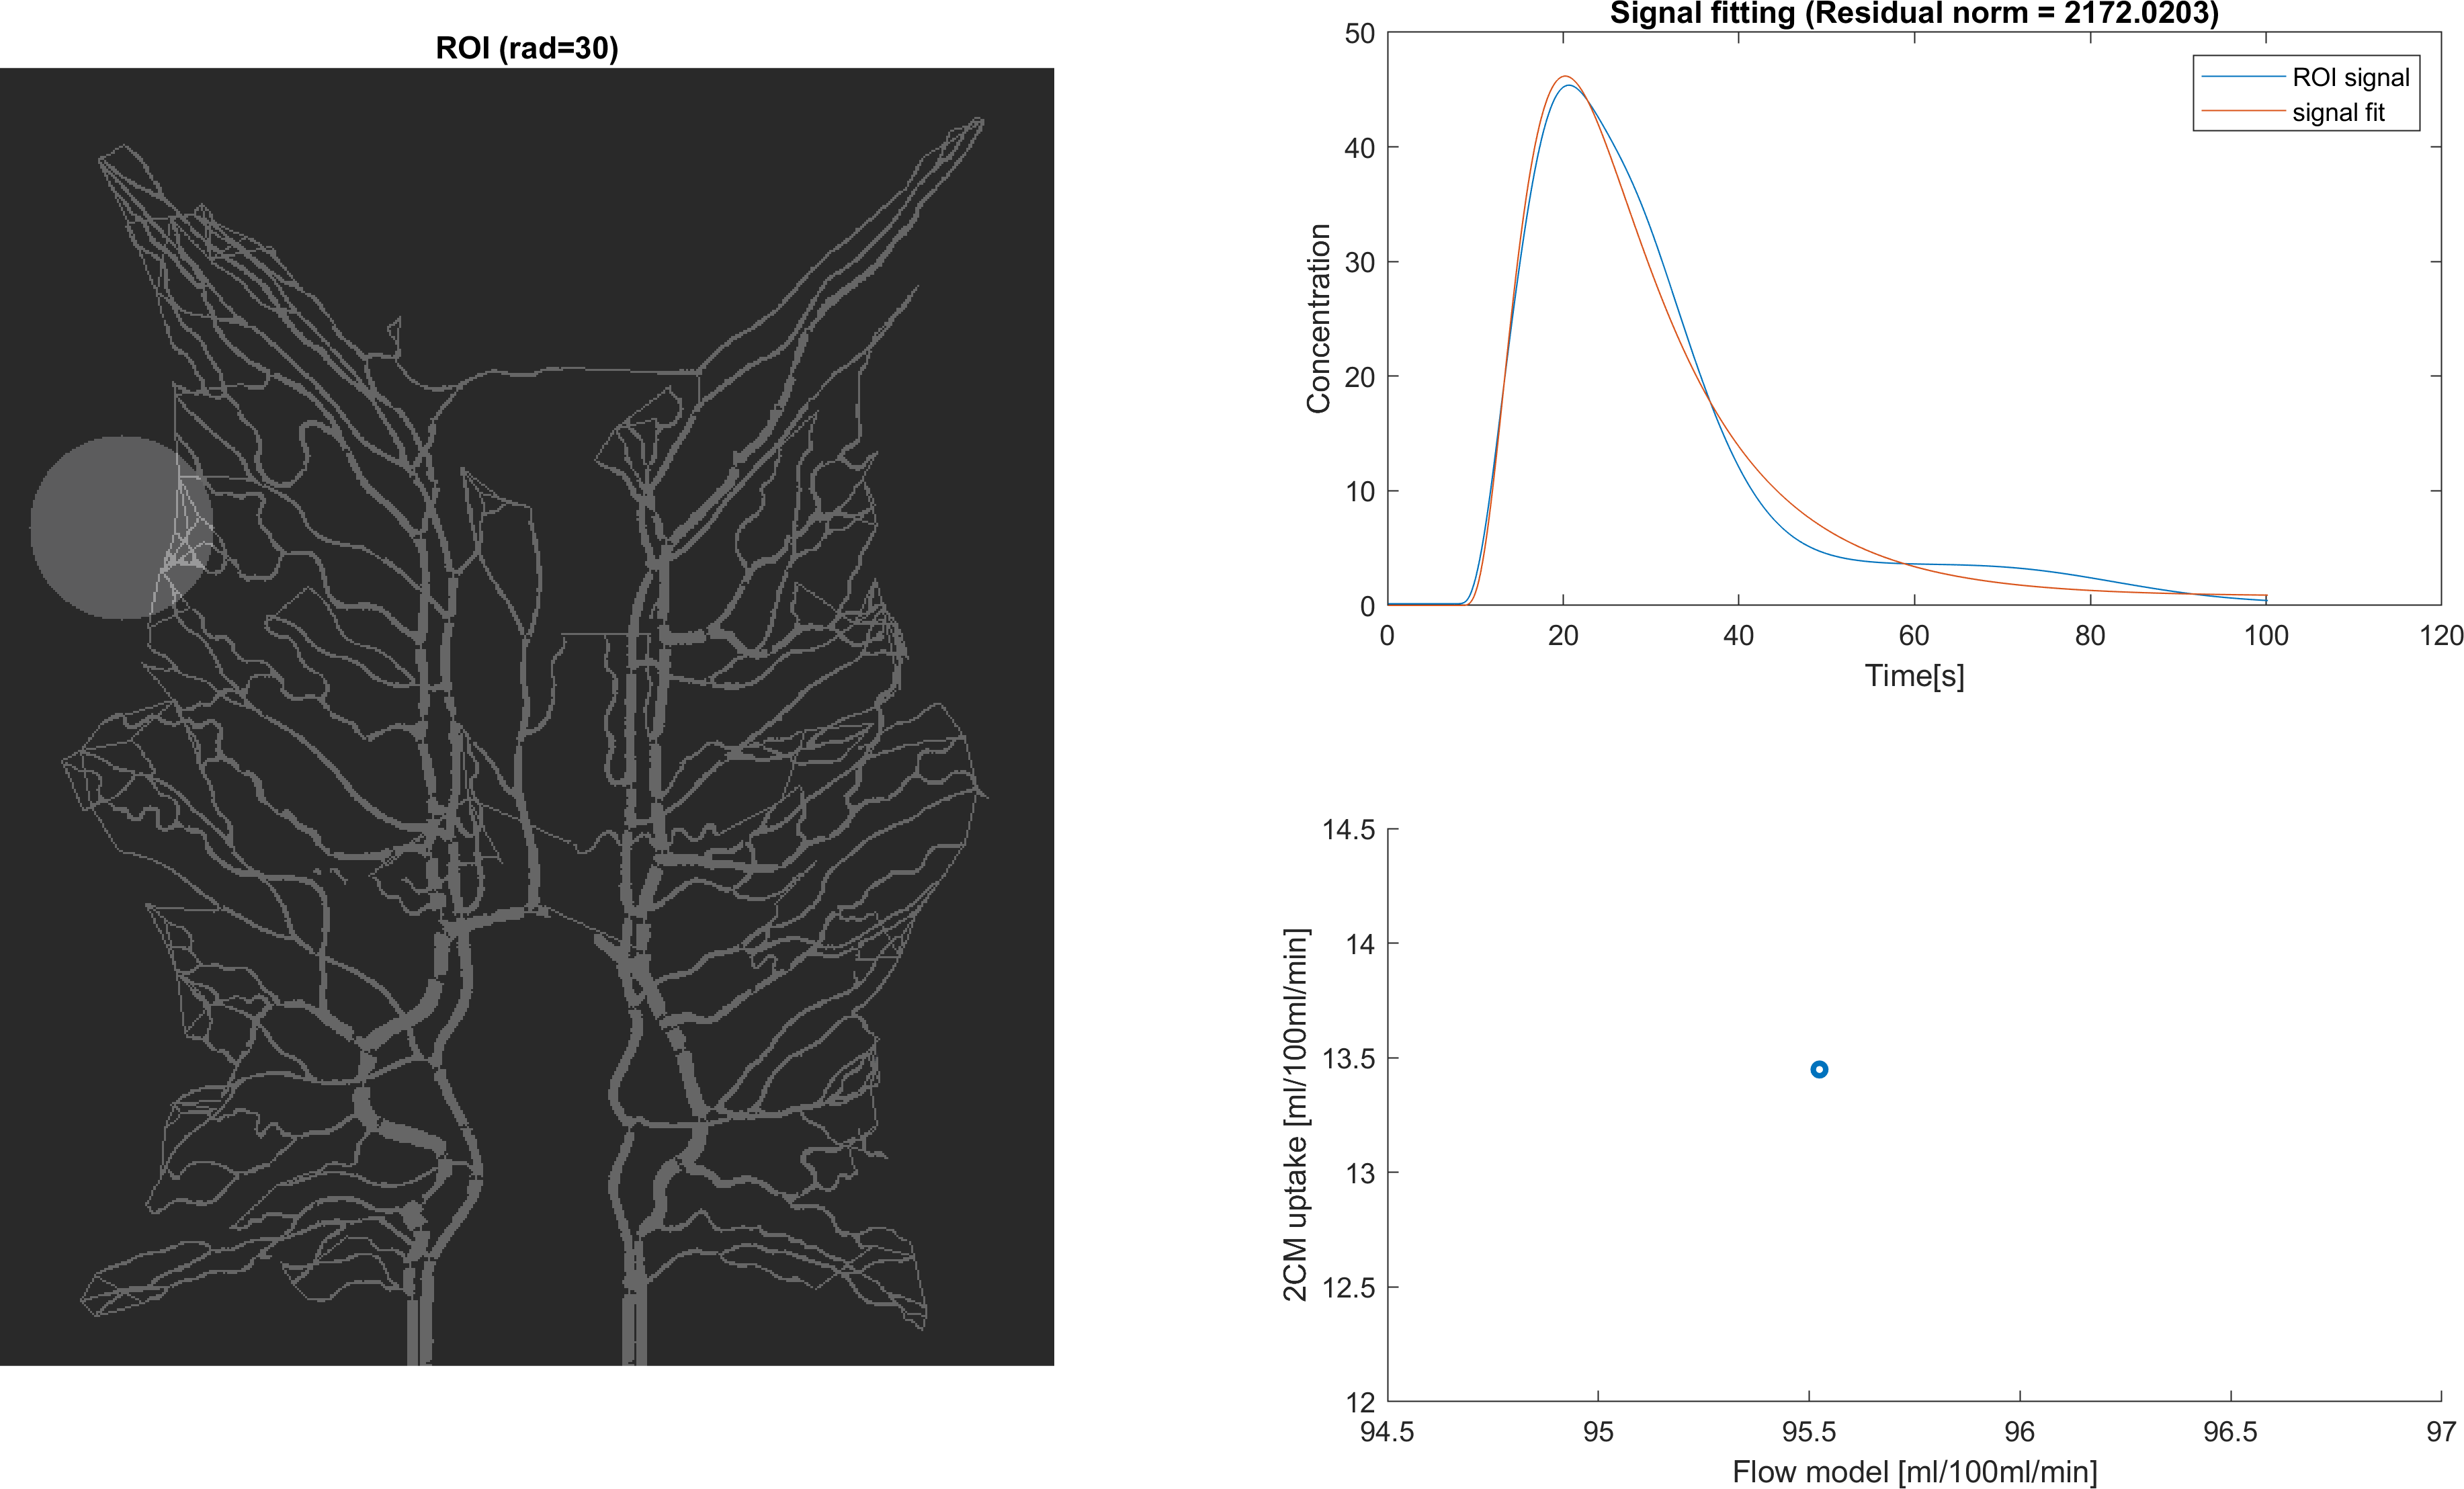 ROI (rad=30)
Signal fitting (Residual norm = 2172.0203)
50
40
30
20
10
0
Concentration
ROI signal
signal fit
0 20 40 60 80 100 120
Time[s]
14.5
14
13.5
13
12.5
12
2CM uptake [ml/100ml/min]
94.5 95 95.5 96 96.5 97
Flow model [ml/100ml/min]